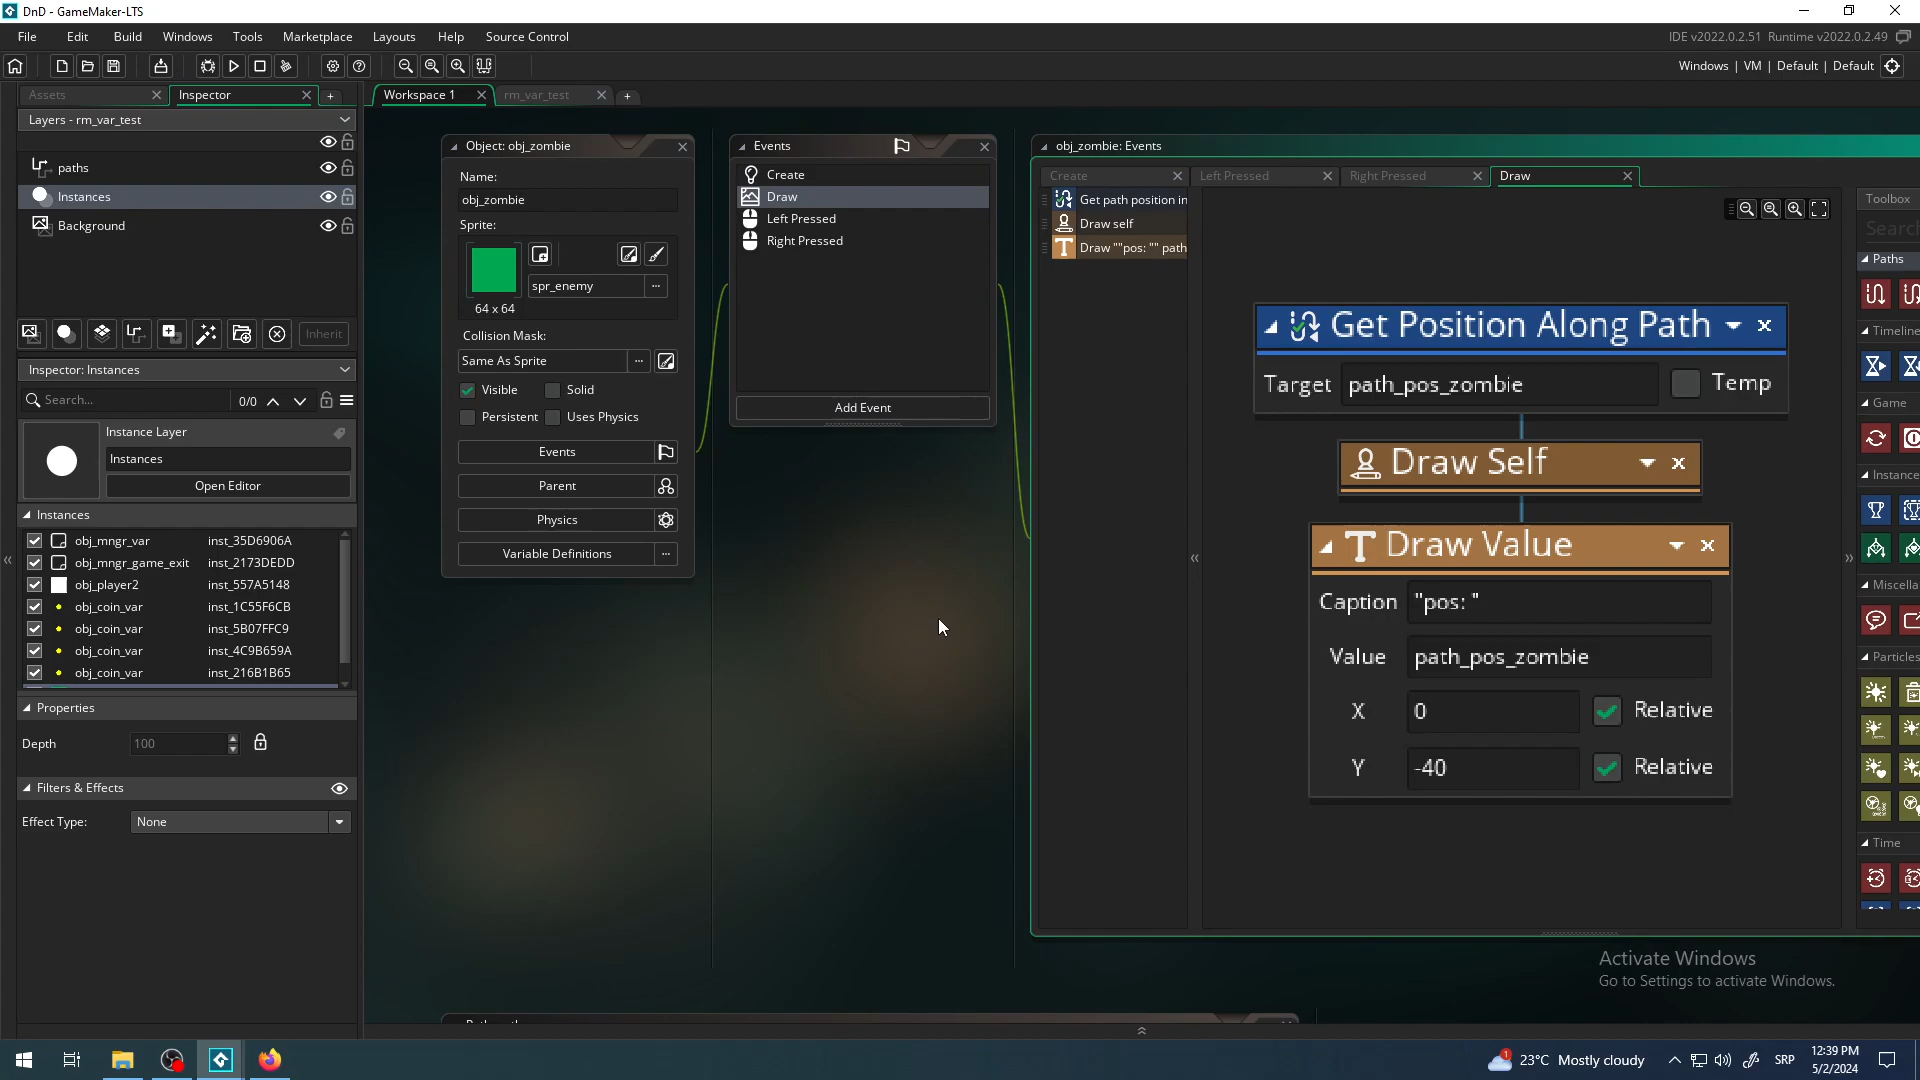 DnD - GameMaker-LTS
File Edit Build Windows Tools Marketplace Layouts Help Source Control
IDE v2022.0.2.51 Runtime v2022.0.2.49
Windows | VM | Default | Default
Assets
Inspector
Workspace 1
rm_var_test
Layers - rm_var_test
paths
Instances
Background
Inherit
Inspector: Instances
Search...
0/0
Instance Layer
Instances
Open Editor
Instances
obj_mngr_var inst_35D6906A
obj_mngr_game_exit inst_2173DEDD
obj_player2 inst_557A5148
obj_coin_var inst_1C55F6CB
obj_coin_var inst_5B07FFC9
obj_coin_var inst_4C9B659A
obj_coin_var inst_216B1B65
Properties
Depth 100
Filters & Effects
Effect Type: None
Object: obj_zombie
Name:
obj_zombie
Sprite:
spr_enemy
64 x 64
Collision Mask:
Same As Sprite
Visible Solid
Persistent Uses Physics
Events
Parent
Physics
Variable Definitions
Events
Create
Draw
Left Pressed
Right Pressed
Add Event
obj_zombie: Events
Create Left Pressed Right Pressed Draw
Get path position in
Draw self
Draw ""pos: "" path
Get Position Along Path
Target path_pos_zombie Temp
Draw Self
Draw Value
Caption "pos: "
Value path_pos_zombie
X 0 Relative
Y -40 Relative
Toolbox
Search
Paths
Timeline
Game
Instance
Miscella
Particles
Time
Activate Windows
Go to Settings to activate Windows.
1
23°C Mostly cloudy
SRP
12:39 PM
5/2/2024